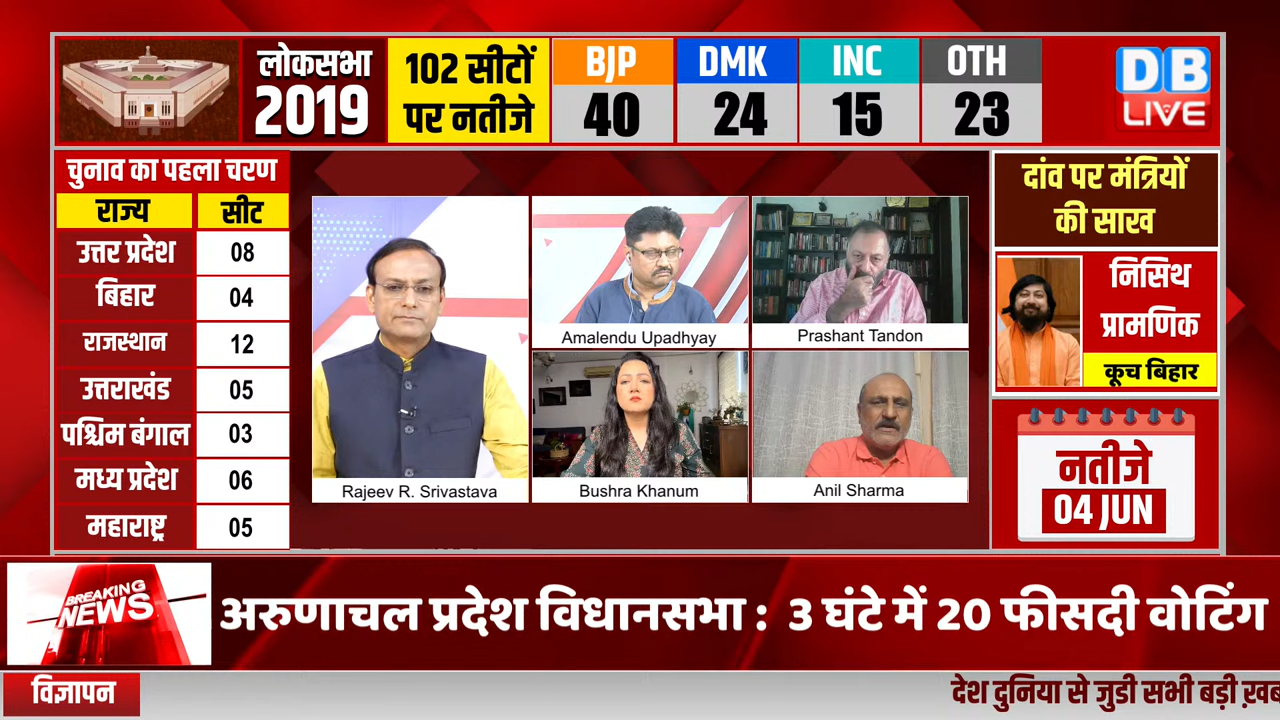 लोकसभा
2019
102 सीटों
पर नतीजे
BJP
40
DMK
24
INC
15
OTH
23
DB
LIVE
चुनाव का पहला चरण
राज्य सीट
उत्तर प्रदेश 08
बिहार 04
राजस्थान 12
उत्तराखंड 05
पश्चिम बंगाल 03
मध्य प्रदेश 06
महाराष्ट्र 05
Amalendu Upadhyay
Prashant Tandon
Rajeev R. Srivastava
Bushra Khanum
Anil Sharma
दांव पर मंत्रियों
की साख
निसिथ
प्रामणिक
कूच बिहार
नतीजे
04 JUN
BREAKING
NEWS
अरुणाचल प्रदेश विधानसभा : 3 घंटे में 20 फीसदी वोटिंग
विज्ञापन
देश दुनिया से जुडी सभी बड़ी